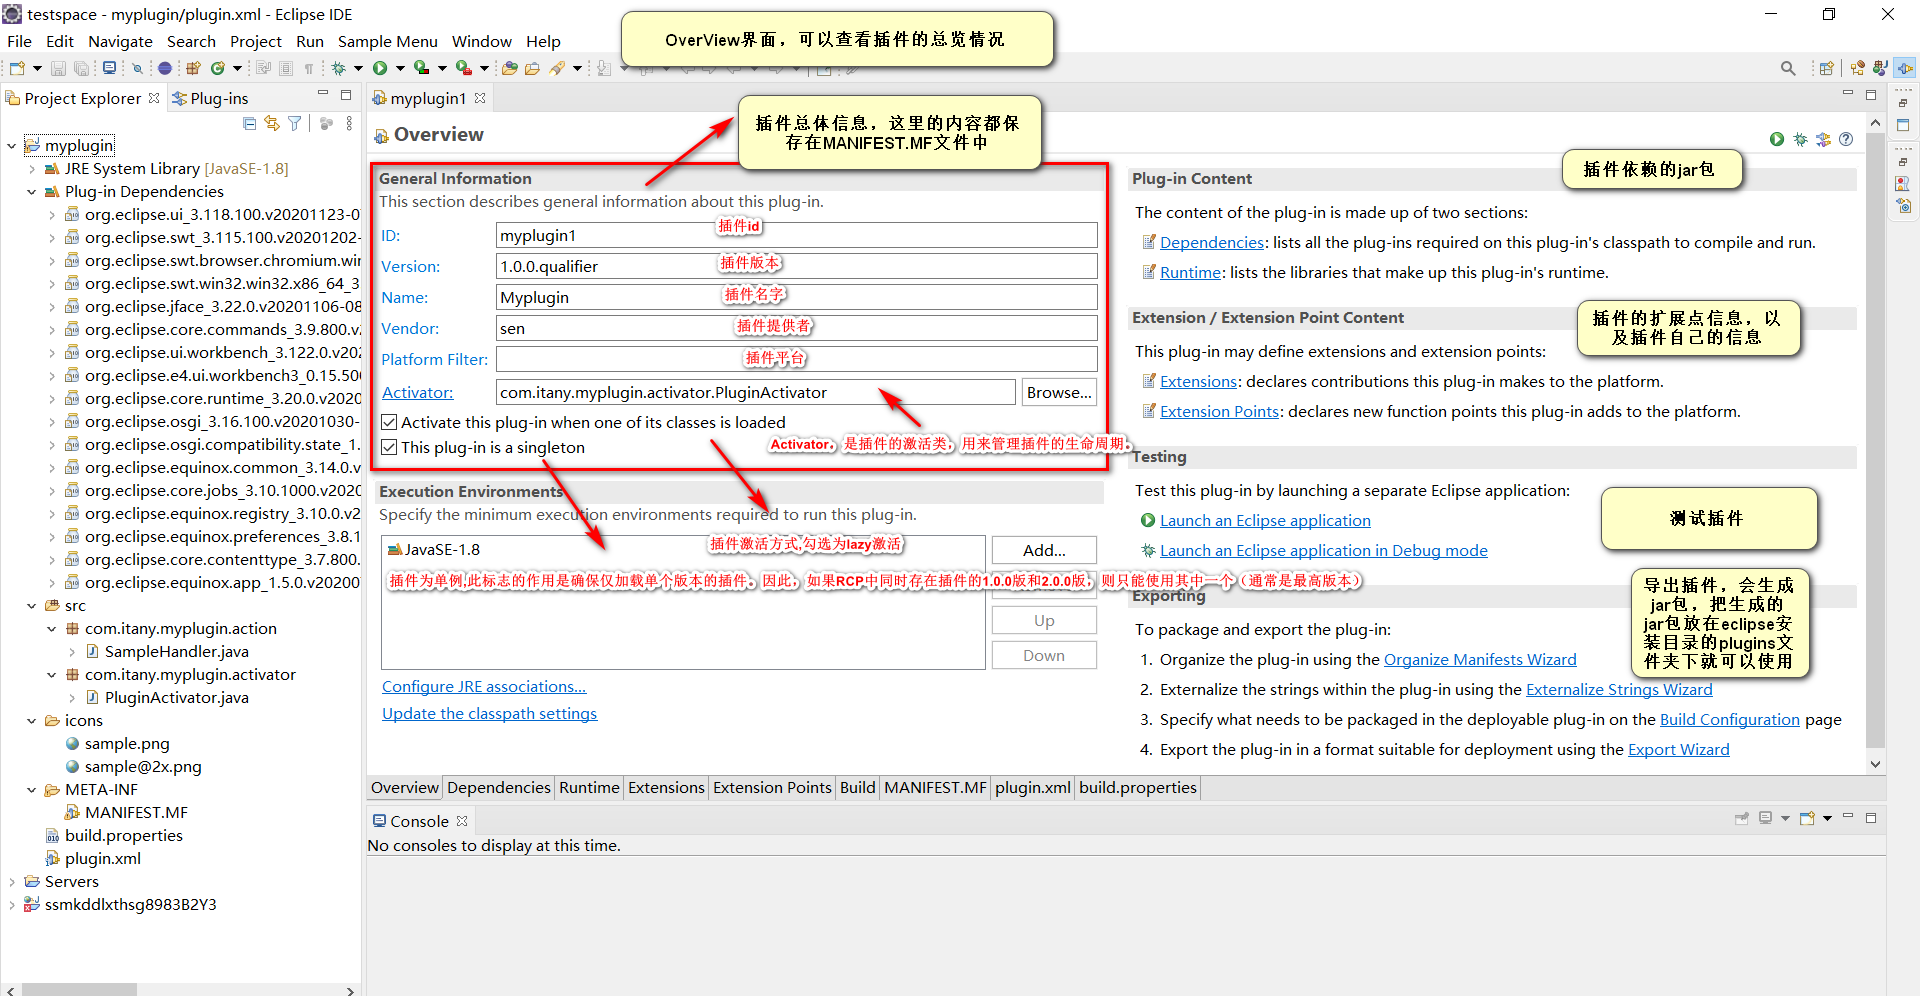 testspace - myplugin/plugin.xml - Eclipse IDE
File Edit Navigate Search Project Run Sample Menu Window Help
OverView界面，可以查看插件的总览情况
Project Explorer
Plug-ins
myplugin
JRE System Library [JavaSE-1.8]
Plug-in Dependencies
org.eclipse.ui_3.118.100.v20201123-0
org.eclipse.swt_3.115.100.v20201202-
org.eclipse.swt.browser.chromium.wir
org.eclipse.swt.win32.win32.x86_64_3
org.eclipse.jface_3.22.0.v20201106-08
org.eclipse.core.commands_3.9.800.v
org.eclipse.ui.workbench_3.122.0.v202
org.eclipse.e4.ui.workbench3_0.15.500
org.eclipse.core.runtime_3.20.0.v2020
org.eclipse.osgi_3.16.100.v20201030-
org.eclipse.osgi.compatibility.state_1.
org.eclipse.equinox.common_3.14.0.v
org.eclipse.core.jobs_3.10.1000.v2020
org.eclipse.equinox.registry_3.10.0.v2
org.eclipse.equinox.preferences_3.8.1
org.eclipse.core.contenttype_3.7.800.
org.eclipse.equinox.app_1.5.0.v20200
src
com.itany.myplugin.action
SampleHandler.java
com.itany.myplugin.activator
PluginActivator.java
icons
sample.png
sample@2x.png
META-INF
MANIFEST.MF
build.properties
plugin.xml
Servers
ssmkddlxthsg8983B2Y3
myplugin1
Overview
插件总体信息，这里的内容都保
存在MANIFEST.MF文件中
General Information
This section describes general information about this plug-in.
ID: myplugin1 插件id
Version: 1.0.0.qualifier 插件版本
Name: Myplugin 插件名字
Vendor: sen 插件提供者
Platform Filter: 插件平台
Activator: com.itany.myplugin.activator.PluginActivator Browse...
Activate this plug-in when one of its classes is loaded
Activator，是插件的激活类，用来管理插件的生命周期。
This plug-in is a singleton
Execution Environments
Specify the minimum execution environments required to run this plug-in.
JavaSE-1.8
插件激活方式,勾选为lazy激活
Add...
插件为单例,此标志的作用是确保仅加载单个版本的插件。因此，如果RCP中同时存在插件的1.0.0版和2.0.0版，则只能使用其中一个（通常是最高版本）
Up
Down
Configure JRE associations...
Update the classpath settings
Plug-in Content
插件依赖的jar包
The content of the plug-in is made up of two sections:
Dependencies: lists all the plug-ins required on this plug-in's classpath to compile and run.
Runtime: lists the libraries that make up this plug-in's runtime.
Extension / Extension Point Content
插件的扩展点信息，以
及插件自己的信息
This plug-in may define extensions and extension points:
Extensions: declares contributions this plug-in makes to the platform.
Extension Points: declares new function points this plug-in adds to the platform.
Testing
Test this plug-in by launching a separate Eclipse application:
Launch an Eclipse application
Launch an Eclipse application in Debug mode
测试插件
Exporting
导出插件，会生成
jar包，把生成的
jar包放在eclipse安
装目录的plugins文
件夹下就可以使用
To package and export the plug-in:
1. Organize the plug-in using the Organize Manifests Wizard
2. Externalize the strings within the plug-in using the Externalize Strings Wizard
3. Specify what needs to be packaged in the deployable plug-in on the Build Configuration page
4. Export the plug-in in a format suitable for deployment using the Export Wizard
Overview Dependencies Runtime Extensions Extension Points Build MANIFEST.MF plugin.xml build.properties
Console
No consoles to display at this time.